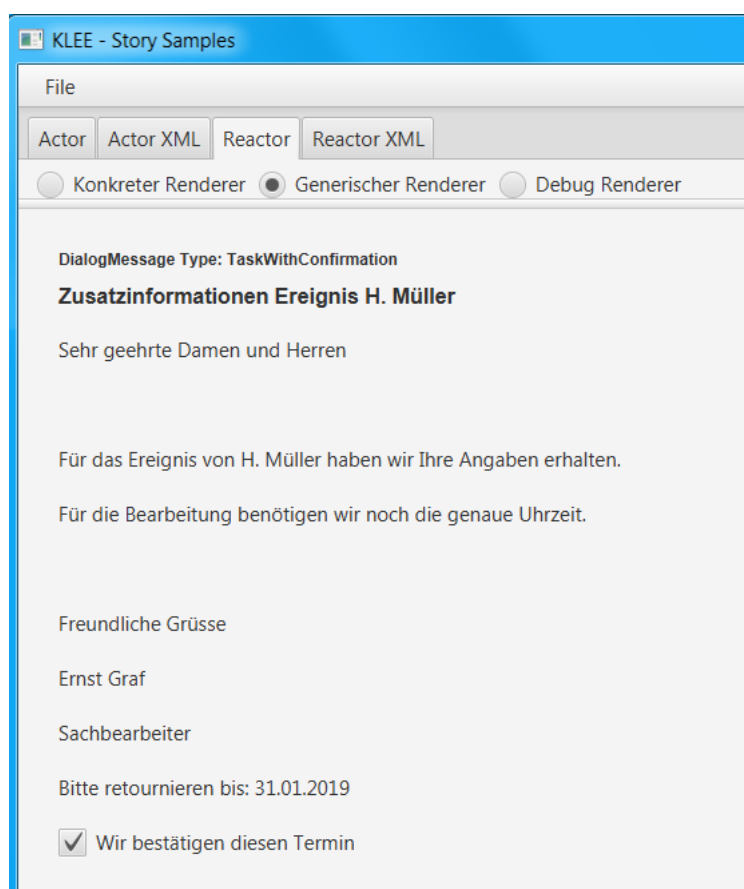 KLEE - Story Samples
File
Actor Actor XML Reactor Reactor XML
Konkreter Renderer Generischer Renderer Debug Renderer
DialogMessage Type: TaskWithConfirmation
Zusatzinformationen Ereignis H. Müller
Sehr geehrte Damen und Herren
Für das Ereignis von H. Müller haben wir Ihre Angaben erhalten.
Für die Bearbeitung benötigen wir noch die genaue Uhrzeit.
Freundliche Grüsse
Ernst Graf
Sachbearbeiter
Bitte retournieren bis: 31.01.2019
Wir bestätigen diesen Termin